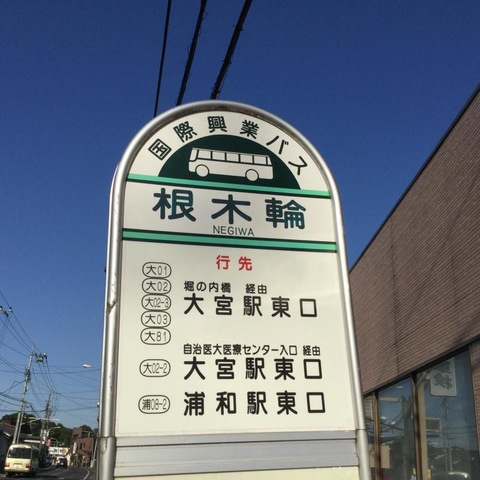 国際興業バス
根木輪
NEGIWA
行先
大01
大02
大02-3
大03
大81
堀の内橋 経由
大宮駅東口
自治医大医療センター入口 経由
大02-2
大宮駅東口
浦08-2
浦和駅東口